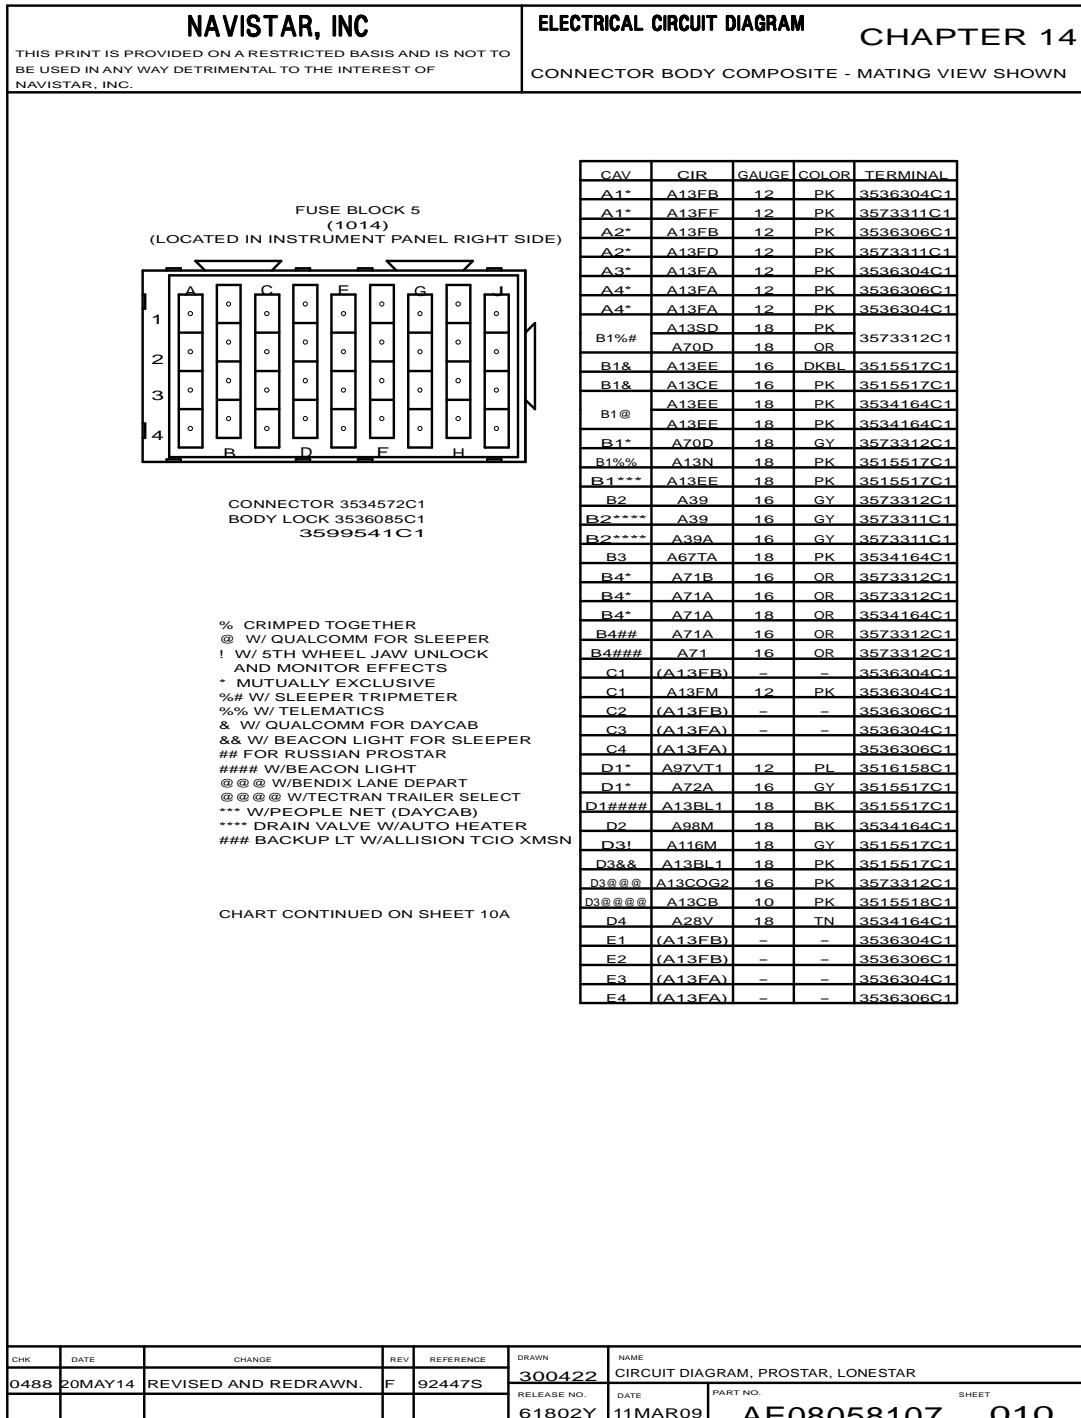 NAVISTAR, INC
THIS PRINT IS PROVIDED ON A RESTRICTED BASIS AND IS NOT TO
BE USED IN ANY WAY DETRIMENTAL TO THE INTEREST OF
NAVISTAR, INC.
ELECTRICAL CIRCUIT DIAGRAM
CHAPTER 14
CONNECTOR BODY COMPOSITE - MATING VIEW SHOWN
FUSE BLOCK 5
(1014)
(LOCATED IN INSTRUMENT PANEL RIGHT SIDE)
A C E G J
1
2
3
4
B D F H
CONNECTOR 3534572C1
BODY LOCK 3536085C1
3599541C1
% CRIMPED TOGETHER
@ W/ QUALCOMM FOR SLEEPER
! W/ 5TH WHEEL JAW UNLOCK
AND MONITOR EFFECTS
* MUTUALLY EXCLUSIVE
%# W/ SLEEPER TRIPMETER
%% W/ TELEMATICS
& W/ QUALCOMM FOR DAYCAB
&& W/ BEACON LIGHT FOR SLEEPER
## FOR RUSSIAN PROSTAR
#### W/BEACON LIGHT
@@@ W/BENDIX LANE DEPART
@@@@ W/TECTRAN TRAILER SELECT
*** W/PEOPLE NET (DAYCAB)
**** DRAIN VALVE W/AUTO HEATER
### BACKUP LT W/ALLISION TCIO XMSN
CHART CONTINUED ON SHEET 10A
CAV CIR GAUGE COLOR TERMINAL
A1* A13FB 12 PK 3536304C1
A1* A13FF 12 PK 3573311C1
A2* A13FB 12 PK 3536306C1
A2* A13FD 12 PK 3573311C1
A3* A13FA 12 PK 3536304C1
A4* A13FA 12 PK 3536306C1
A4* A13FA 12 PK 3536304C1
B1%# A13SD 18 PK 3573312C1
A70D 18 OR
B1& A13EE 16 DKBL 3515517C1
B1& A13CE 16 PK 3515517C1
B1@ A13EE 18 PK 3534164C1
A13EE 18 PK 3534164C1
B1* A70D 18 GY 3573312C1
B1%% A13N 18 PK 3515517C1
B1*** A13EE 18 PK 3515517C1
B2 A39 16 GY 3573312C1
B2**** A39 16 GY 3573311C1
B2**** A39A 16 GY 3573311C1
B3 A67TA 18 PK 3534164C1
B4* A71B 16 OR 3573312C1
B4* A71A 16 OR 3573312C1
B4* A71A 18 OR 3534164C1
B4## A71A 16 OR 3573312C1
B4### A71 16 OR 3573312C1
C1 (A13FB) – – 3536304C1
C1 A13FM 12 PK 3536304C1
C2 (A13FB) – – 3536306C1
C3 (A13FA) – – 3536304C1
C4 (A13FA) 3536306C1
D1* A97VT1 12 PL 3516158C1
D1* A72A 16 GY 3515517C1
D1#### A13BL1 18 BK 3515517C1
D2 A98M 18 BK 3534164C1
D3! A116M 18 GY 3515517C1
D3&& A13BL1 18 PK 3515517C1
D3@@@ A13COG2 16 PK 3573312C1
D3@@@@ A13CB 10 PK 3515518C1
D4 A28V 18 TN 3534164C1
E1 (A13FB) – – 3536304C1
E2 (A13FB) – – 3536306C1
E3 (A13FA) – – 3536304C1
E4 (A13FA) – – 3536306C1
CHK DATE CHANGE REV REFERENCE
0488 20MAY14 REVISED AND REDRAWN. F 92447S
DRAWN
300422
NAME
CIRCUIT DIAGRAM, PROSTAR, LONESTAR
RELEASE NO.
61802Y
DATE
11MAR09
PART NO.
AE08058107
SHEET
010